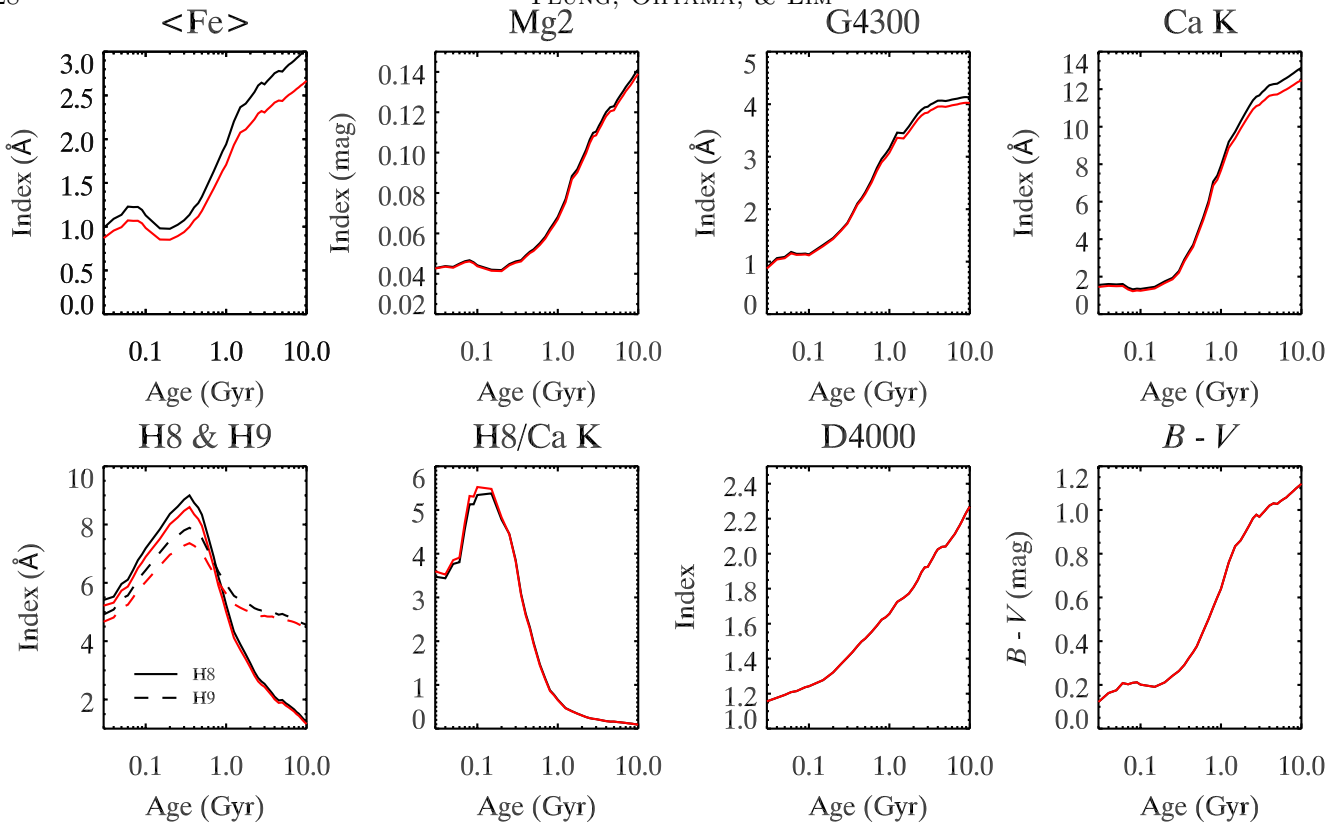 <Fe>
Mg2
G4300
Ca K
3.0
2.5
2.0
1.5
1.0
0.5
0.0
Index (Å)
0.1 1.0 10.0
Age (Gyr)
0.14
0.12
0.10
0.08
0.06
0.04
0.02
Index (mag)
0.1 1.0 10.0
Age (Gyr)
5
4
3
2
1
0
Index (Å)
0.1 1.0 10.0
Age (Gyr)
14
12
10
8
6
4
2
0
Index (Å)
0.1 1.0 10.0
Age (Gyr)
H8 & H9
H8/Ca K
D4000
B - V
10
8
6
4
2
Index (Å)
H8
H9
0.1 1.0 10.0
Age (Gyr)
6
5
4
3
2
1
0
0.1 1.0 10.0
Age (Gyr)
2.4
2.2
2.0
1.8
1.6
1.4
1.2
1.0
Index
0.1 1.0 10.0
Age (Gyr)
1.2
1.0
0.8
0.6
0.4
0.2
0.0
B - V (mag)
0.1 1.0 10.0
Age (Gyr)